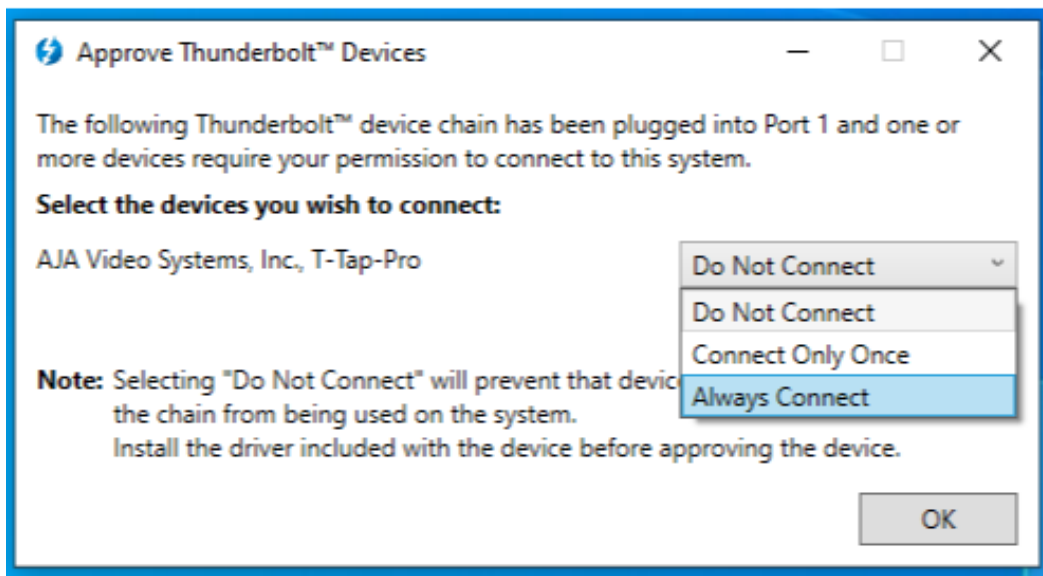 Approve Thunderbolt™ Devices
The following Thunderbolt™ device chain has been plugged into Port 1 and one or
more devices require your permission to connect to this system.
Select the devices you wish to connect:
AJA Video Systems, Inc., T-Tap-Pro
Do Not Connect
Do Not Connect
Connect Only Once
Always Connect
Note: Selecting "Do Not Connect" will prevent that
the chain from being used on the system.
Install the driver included with the device before approving the device.
OK